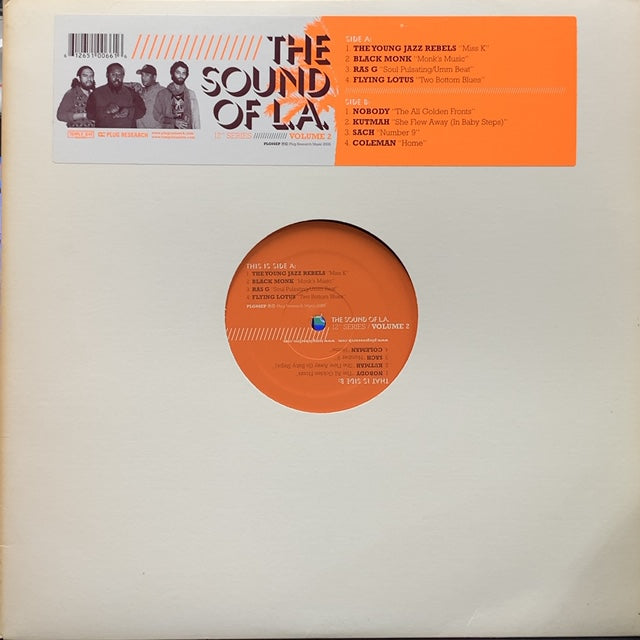 6 12651 00661 6
THE
SOUND
OF L.A.
12" SERIES VOLUME 2
PLUG RESEARCH
SIDE A:
1. THE YOUNG JAZZ REBELS "Miss K"
2. BLACK MONK "Monk's Music"
3. RAS G "Soul Pulsating/Umm Beat"
4. FLYING LOTUS "Two Bottom Blues"
SIDE B:
1. NOBODY "The All Golden Fronts"
2. KUTMAH "She Flew Away (In Baby Steps)"
3. SACH "Number 9"
4. COLEMAN "Home"
THIS IS SIDE A:
1 THE YOUNG JAZZ REBELS "Miss K"
2 BLACK MONK "Monk's Music"
3 RAS G "Soul Pulsating/Umm Beat"
4 FLYING LOTUS "Two Bottom Blues"
THE SOUND OF L.A.
12" SERIES / VOLUME 2
THAT IS SIDE B:
1 NOBODY "The All Golden Fronts"
2 KUTMAH "She Flew Away (In Baby Steps)"
3 SACH "Number 9"
4 COLEMAN "Home"